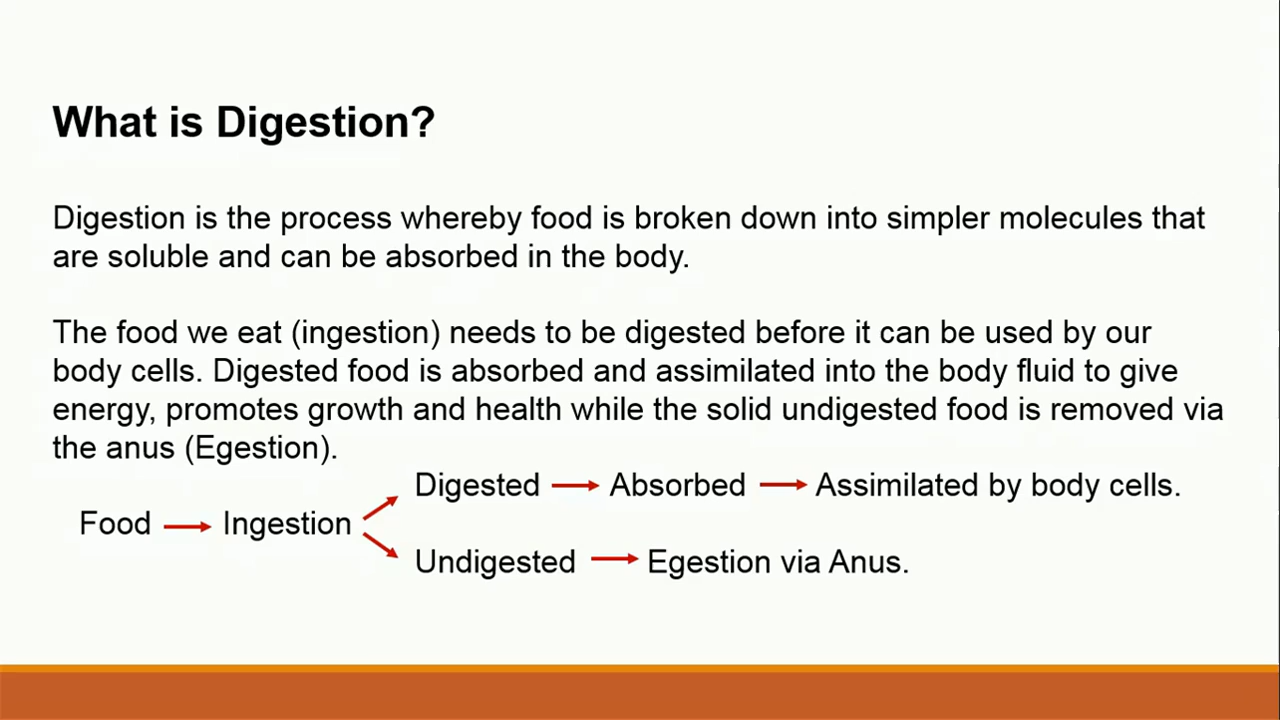 What is Digestion?
Digestion is the process whereby food is broken down into simpler molecules that
are soluble and can be absorbed in the body.
The food we eat (ingestion) needs to be digested before it can be used by our
body cells. Digested food is absorbed and assimilated into the body fluid to give
energy, promotes growth and health while the solid undigested food is removed via
the anus (Egestion).
Digested → Absorbed → Assimilated by body cells.
Food → Ingestion
Undigested → Egestion via Anus.